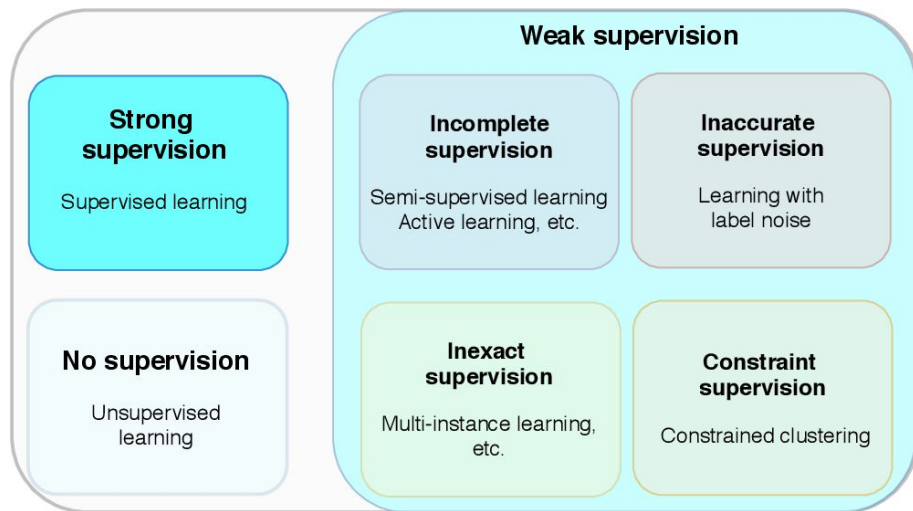 Weak supervision
Strong
supervision
Supervised learning
Incomplete
supervision
Semi-supervised learning
Active learning, etc.
Inaccurate
supervision
Learning with
label noise
No supervision
Unsupervised
learning
Inexact
supervision
Multi-instance learning,
etc.
Constraint
supervision
Constrained clustering